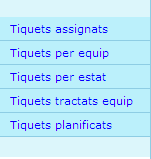 Tiquets assignats
Tiquets per equip
Tiquets per estat
Tiquets tractats equip
Tiquets planificats